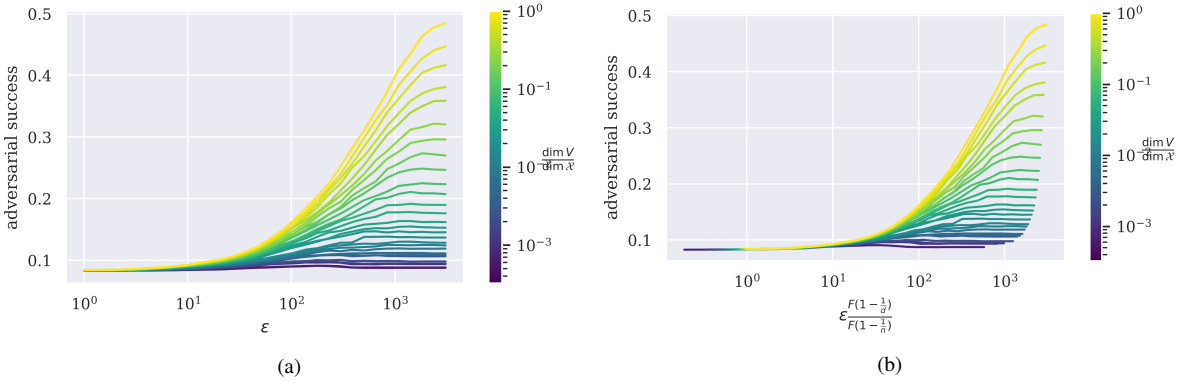 0.5
0.4
0.3
0.2
0.1
adversarial success
10^0 10^1 10^2 10^3
ε
10^0
10^-1
10^-2
10^-3
dim V / dim 𝒳
(a)
0.5
0.4
0.3
0.2
0.1
adversarial success
10^0 10^1 10^2 10^3
ε F(1 − 1/d) / F(1 − 1/n)
10^0
10^-1
10^-2
10^-3
dim V / dim 𝒳
(b)